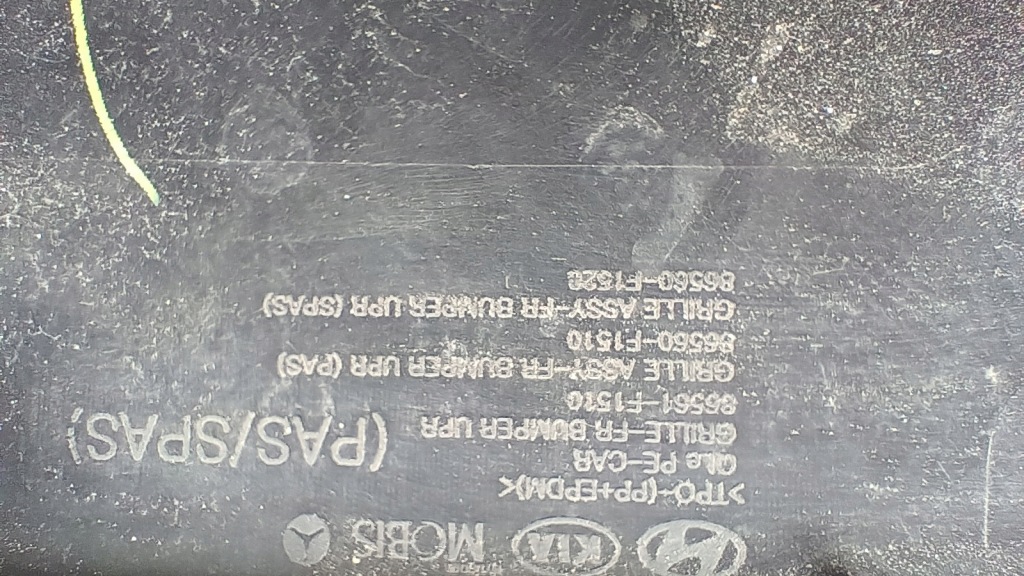 KIA MOBIS
>TPO-(PP+EPDM)<
QLe PE-CAR
GRILLE-FR BUMPER UPR (PAS/SPAS)
86561-F1510
GRILLE ASSY-FR BUMPER UPR (PAS)
86560-F1510
GRILLE ASSY-FR BUMPER UPR (SPAS)
86560-F1520